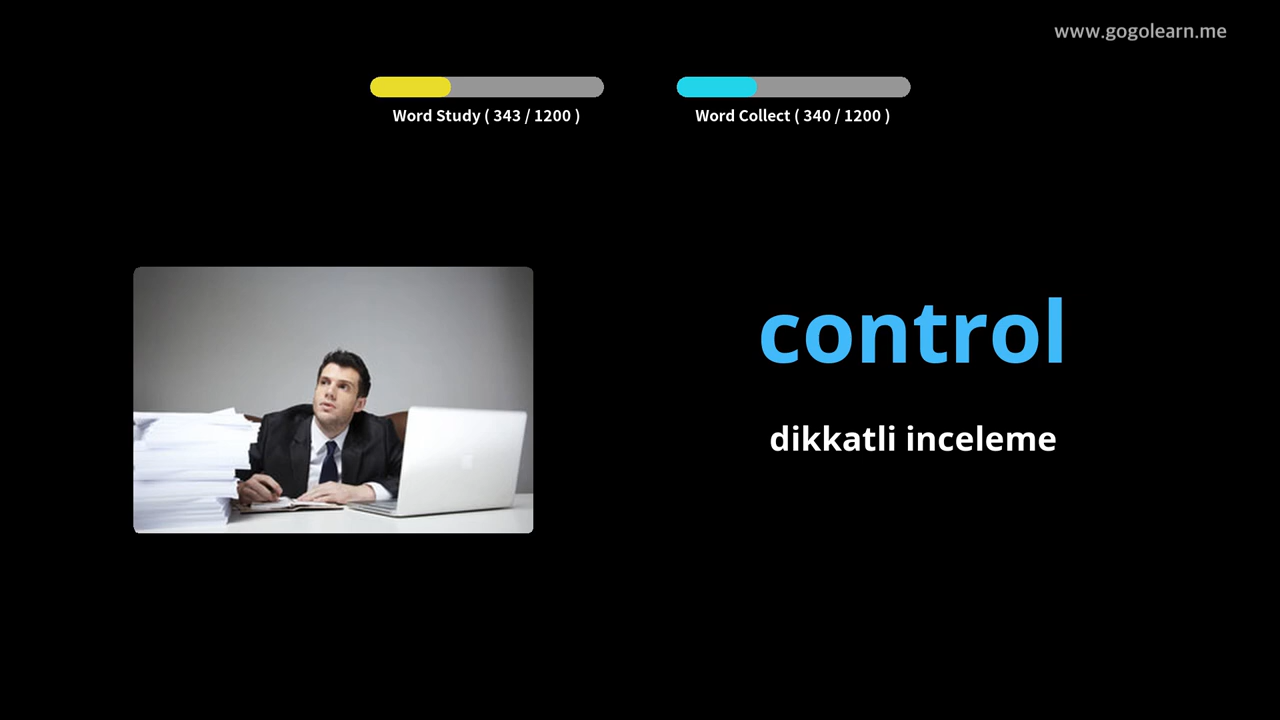 www.gogolearn.me
Word Study ( 343 / 1200 )
Word Collect ( 340 / 1200 )
control
dikkatli inceleme